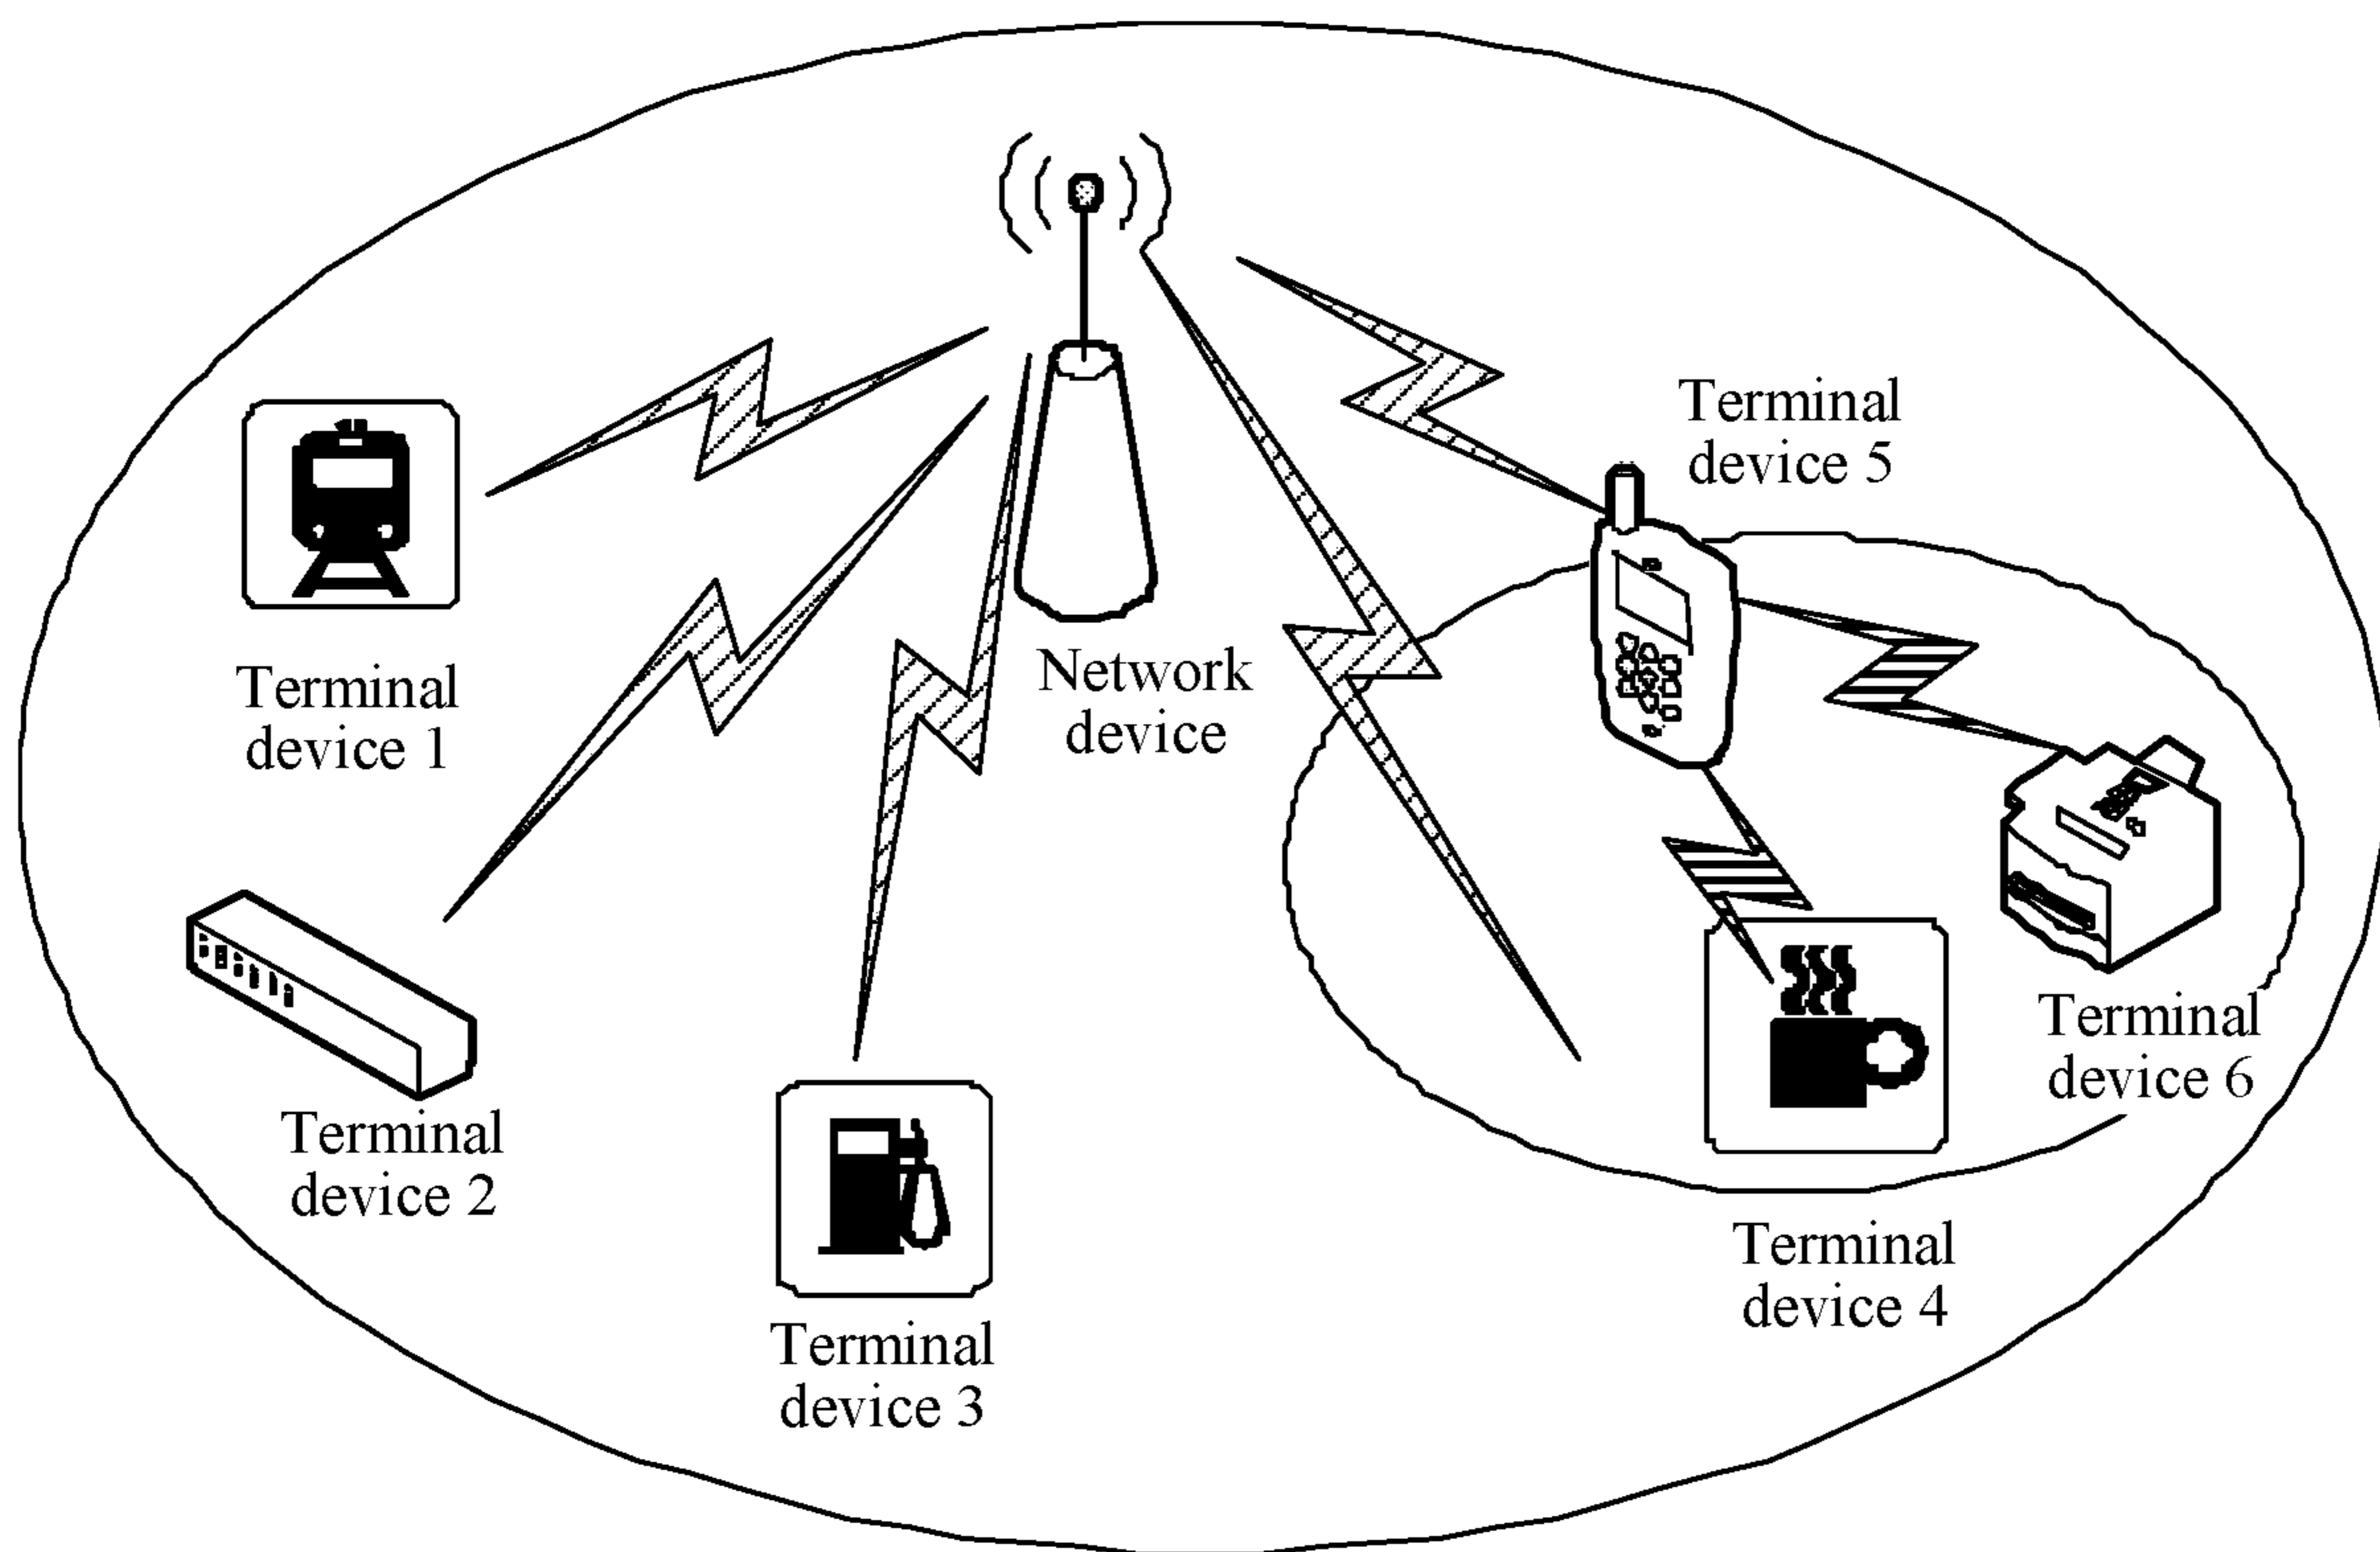 Terminal
device 5
Network
device
Terminal
device 1
Terminal
device 6
Terminal
device 2
Terminal
device 4
Terminal
device 3